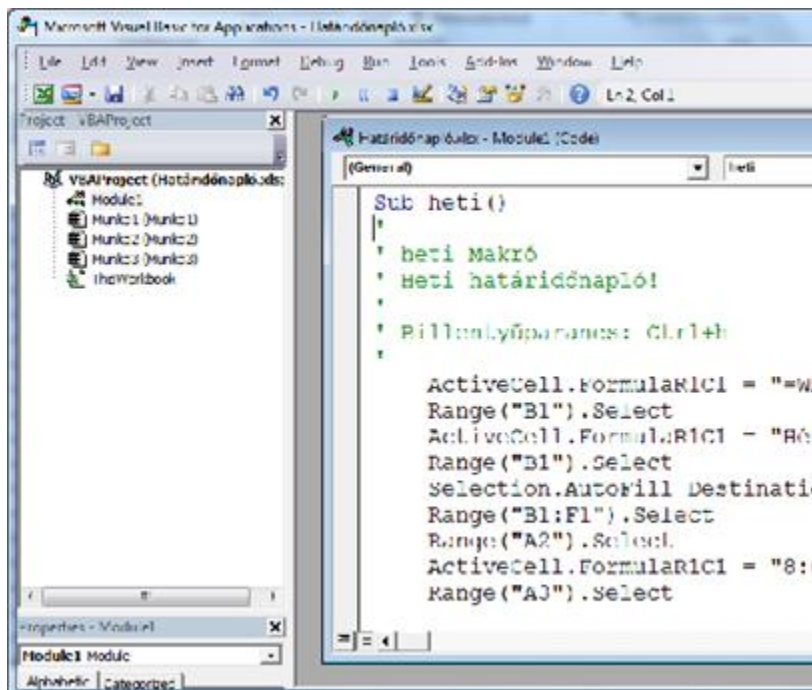 Microsoft Visual Basic for Applications - Határidőnapló.xlsx
File Edit View Insert Format Debug Run Tools Add-Ins Window Help
Ln 2, Col 1
Project - VBAProject
VBAProject (Határidőnapló.xlsx
Module1
Munka1 (Munka1)
Munka2 (Munka2)
Munka3 (Munka3)
ThisWorkbook
Properties - Module1
Module1 Module
Alphabetic Categorized
Határidőnapló.xlsx - Module1 (Code)
(General) heti
Sub heti()
'
' heti Makró
' Heti határidőnapló!
'
' Billentyűparancs: Ctrl+h
'
ActiveCell.FormulaR1C1 = "=W
Range("B1").Select
ActiveCell.FormulaR1C1 = "Hé
Range("B1").Select
Selection.AutoFill Destinati
Range("B1:F1").Select
Range("A2").Select
ActiveCell.FormulaR1C1 = "8:
Range("A3").Select